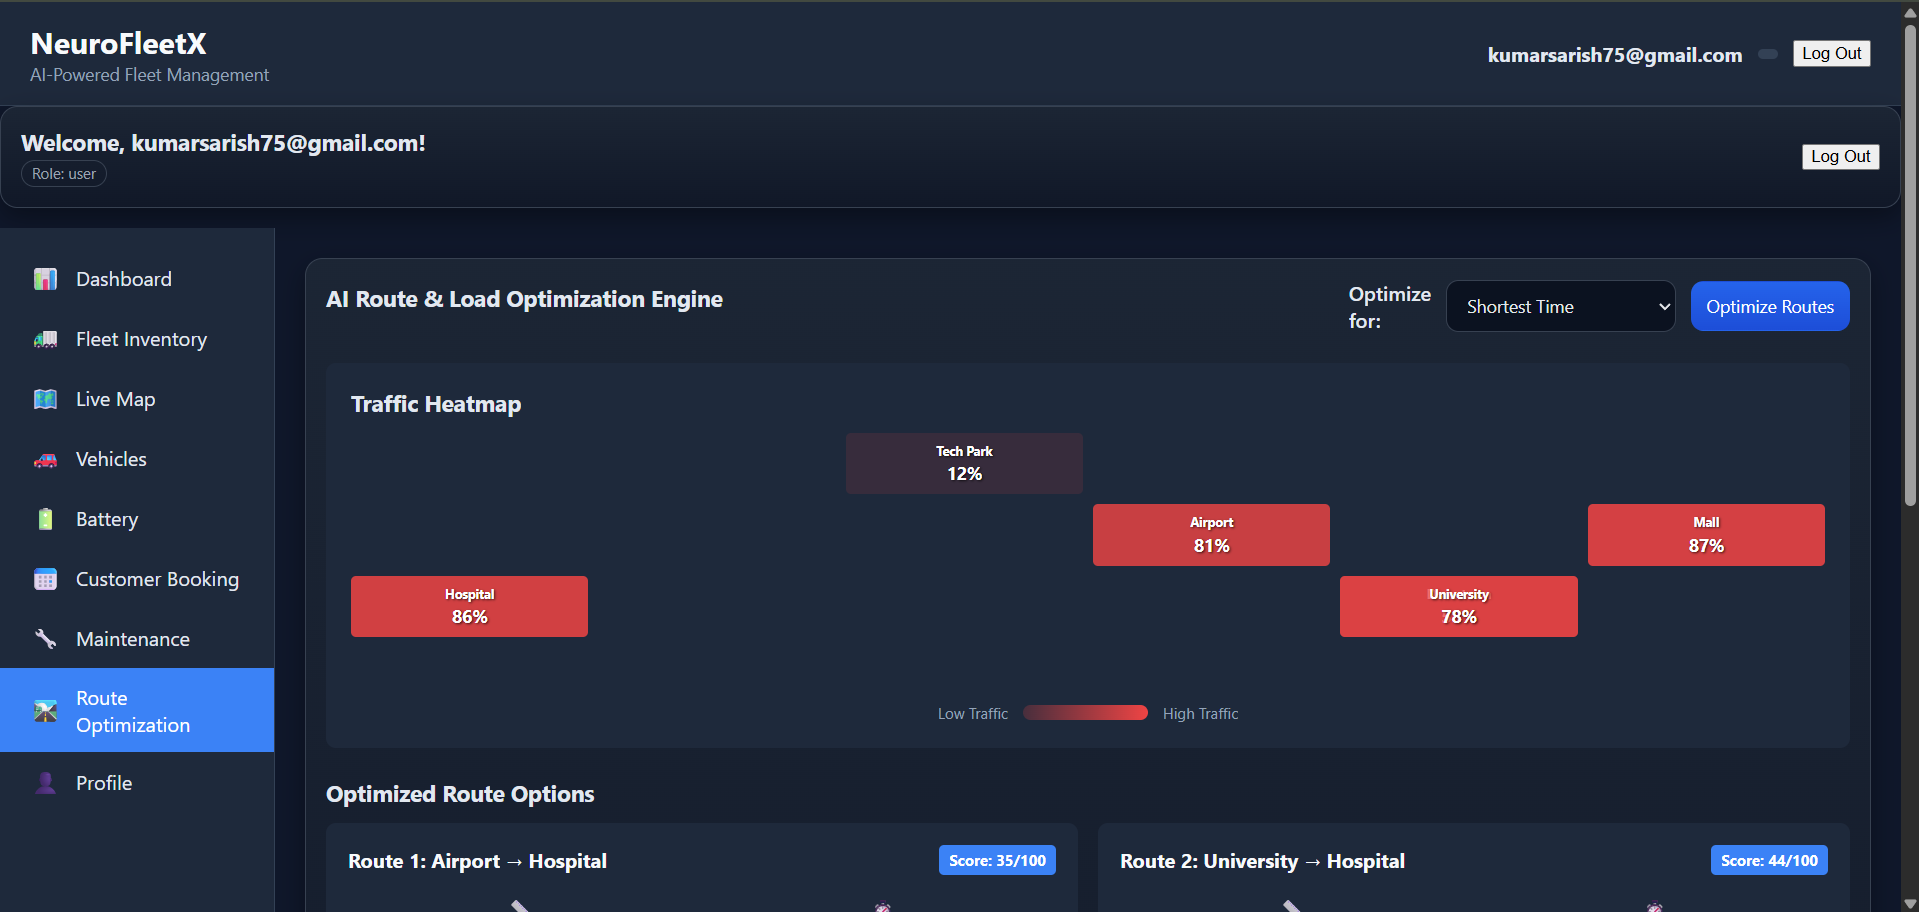 NeuroFleetX
AI-Powered Fleet Management
kumarsarish75@gmail.com
Log Out
Welcome, kumarsarish75@gmail.com!
Role: user
Log Out
Dashboard
Fleet Inventory
Live Map
Vehicles
Battery
Customer Booking
Maintenance
Route
Optimization
Profile
AI Route & Load Optimization Engine
Optimize
for:
Shortest Time
Optimize Routes
Traffic Heatmap
Tech Park
12%
Airport
81%
Mall
87%
Hospital
86%
University
78%
Low Traffic
High Traffic
Optimized Route Options
Route 1: Airport → Hospital
Score: 35/100
Route 2: University → Hospital
Score: 44/100